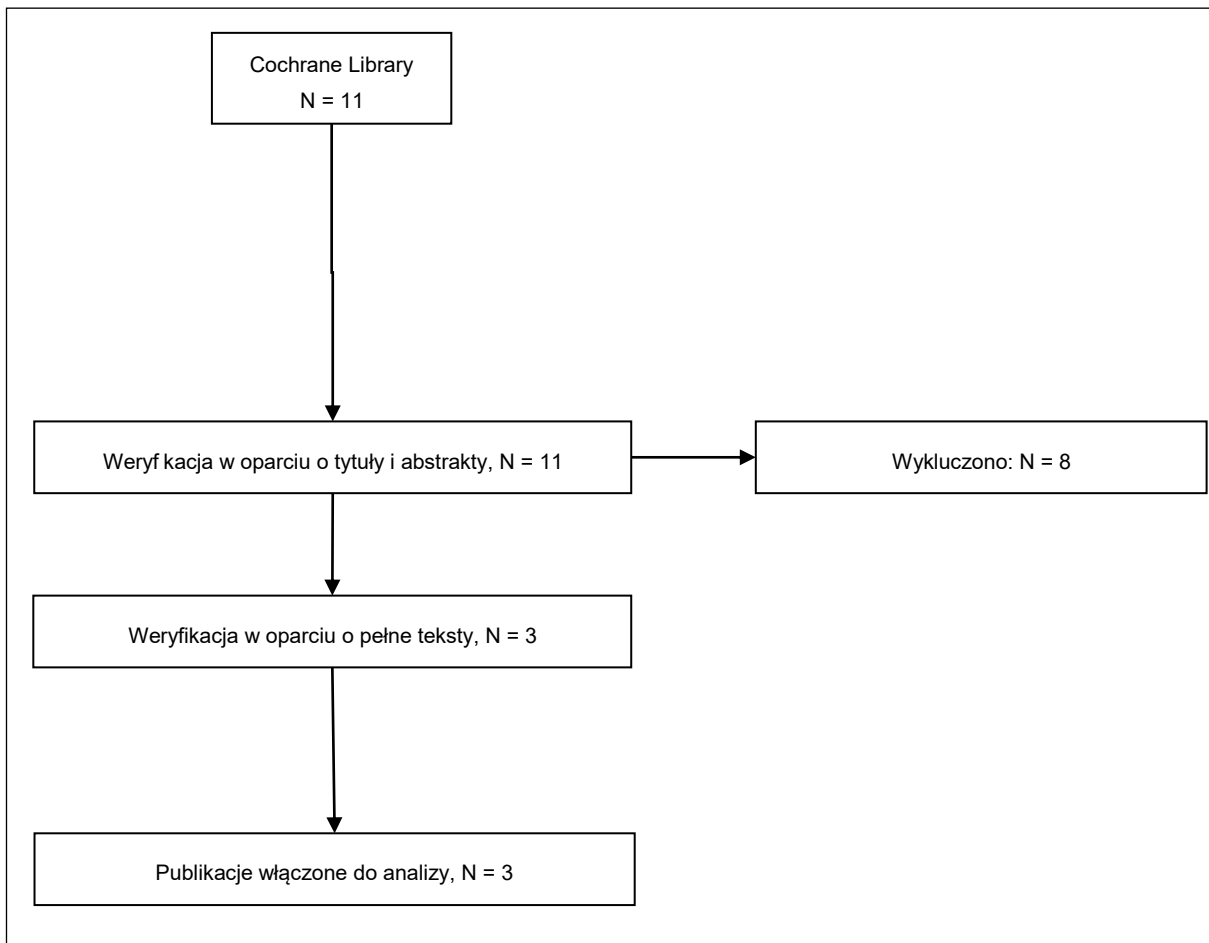 Cochrane Library
N = 11
Weryf kacja w oparciu o tytuły i abstrakty, N = 11
Wykluczono: N = 8
Weryfikacja w oparciu o pełne teksty, N = 3
Publikacje włączone do analizy, N = 3